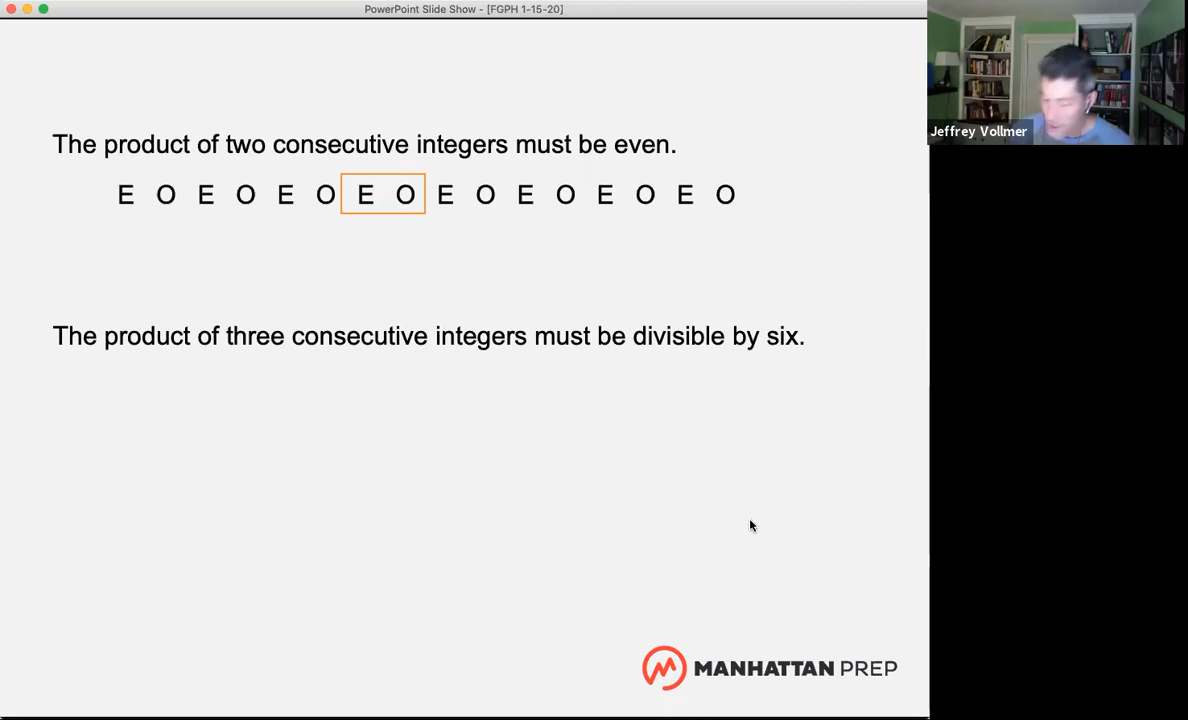 PowerPoint Slide Show - [FGPH 1-15-20]
Jeffrey Vollmer
The product of two consecutive integers must be even.
E O E O E O E O E O E O E O E O
The product of three consecutive integers must be divisible by six.
MANHATTAN PREP